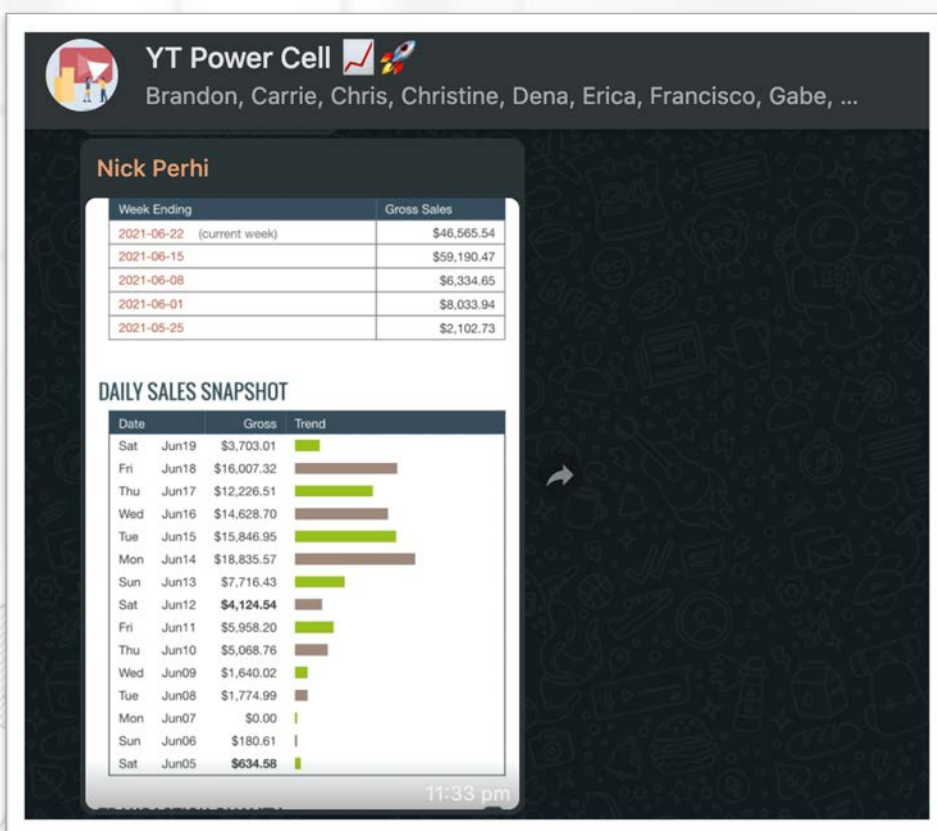 YT Power Cell 📈🚀
Brandon, Carrie, Chris, Christine, Dena, Erica, Francisco, Gabe, ...
Nick Perhi
Week Ending Gross Sales
2021-06-22 (current week) $46,565.54
2021-06-15 $59,190.47
2021-06-08 $6,334.65
2021-06-01 $8,033.94
2021-05-25 $2,102.73
DAILY SALES SNAPSHOT
Date Gross Trend
Sat Jun19 $3,703.01
Fri Jun18 $16,007.32
Thu Jun17 $12,226.51
Wed Jun16 $14,628.70
Tue Jun15 $15,846.95
Mon Jun14 $18,835.57
Sun Jun13 $7,716.43
Sat Jun12 $4,124.54
Fri Jun11 $5,958.20
Thu Jun10 $5,068.76
Wed Jun09 $1,640.02
Tue Jun08 $1,774.99
Mon Jun07 $0.00
Sun Jun06 $180.61
Sat Jun05 $634.58
11:33 pm